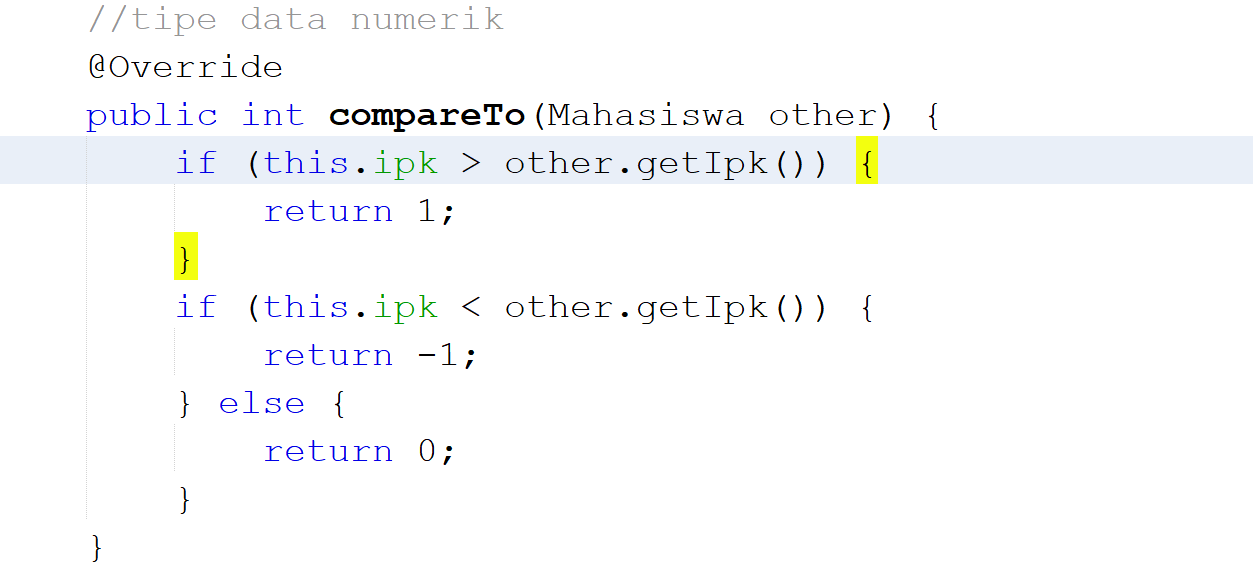 //tipe data numerik
@Override
public int compareTo(Mahasiswa other) {
if (this.ipk > other.getIpk()) {
return 1;
}
if (this.ipk < other.getIpk()) {
return -1;
} else {
return 0;
}
}